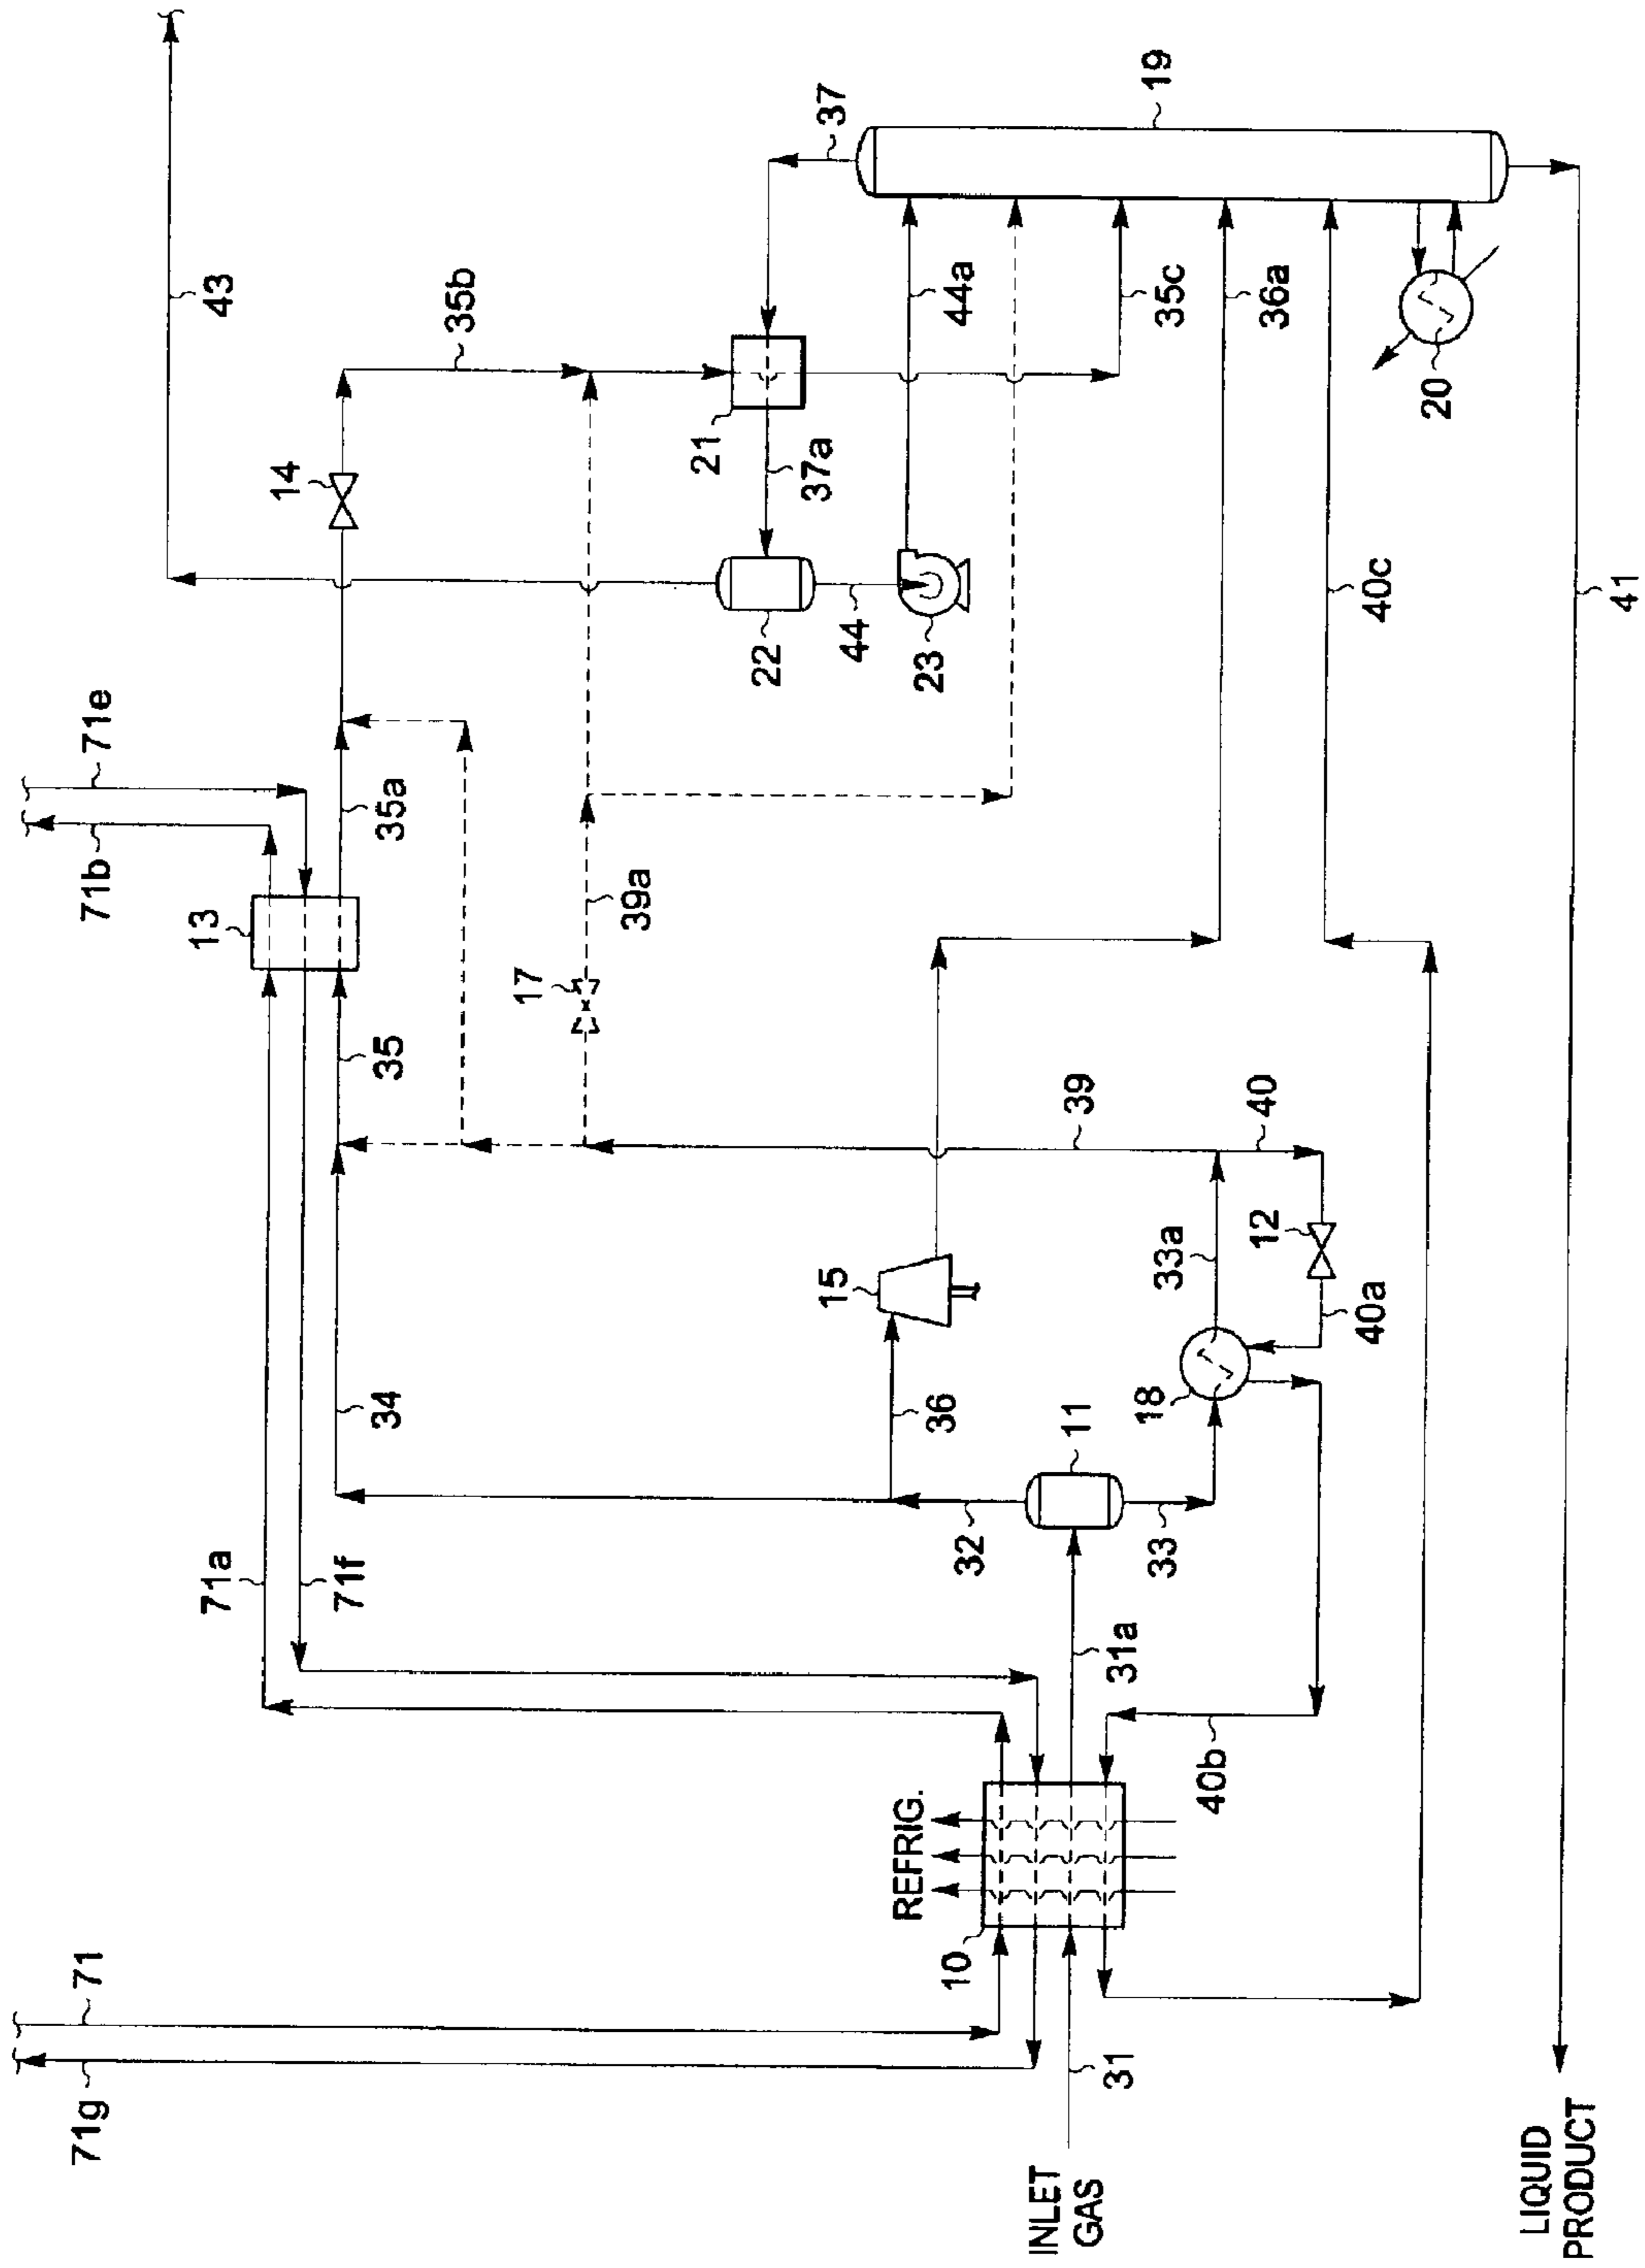 43
71e
71b
13
35a
14
35b
37
19
21
37a
22
44
23
44a
35c
36a
20
40c
41
17
39a
35
39
40
33a
12
40a
15
34
36
18
11
32
33
71a
71f
31a
40b
REFRIG.
10
71
71g
31
INLET
GAS
LIQUID
PRODUCT